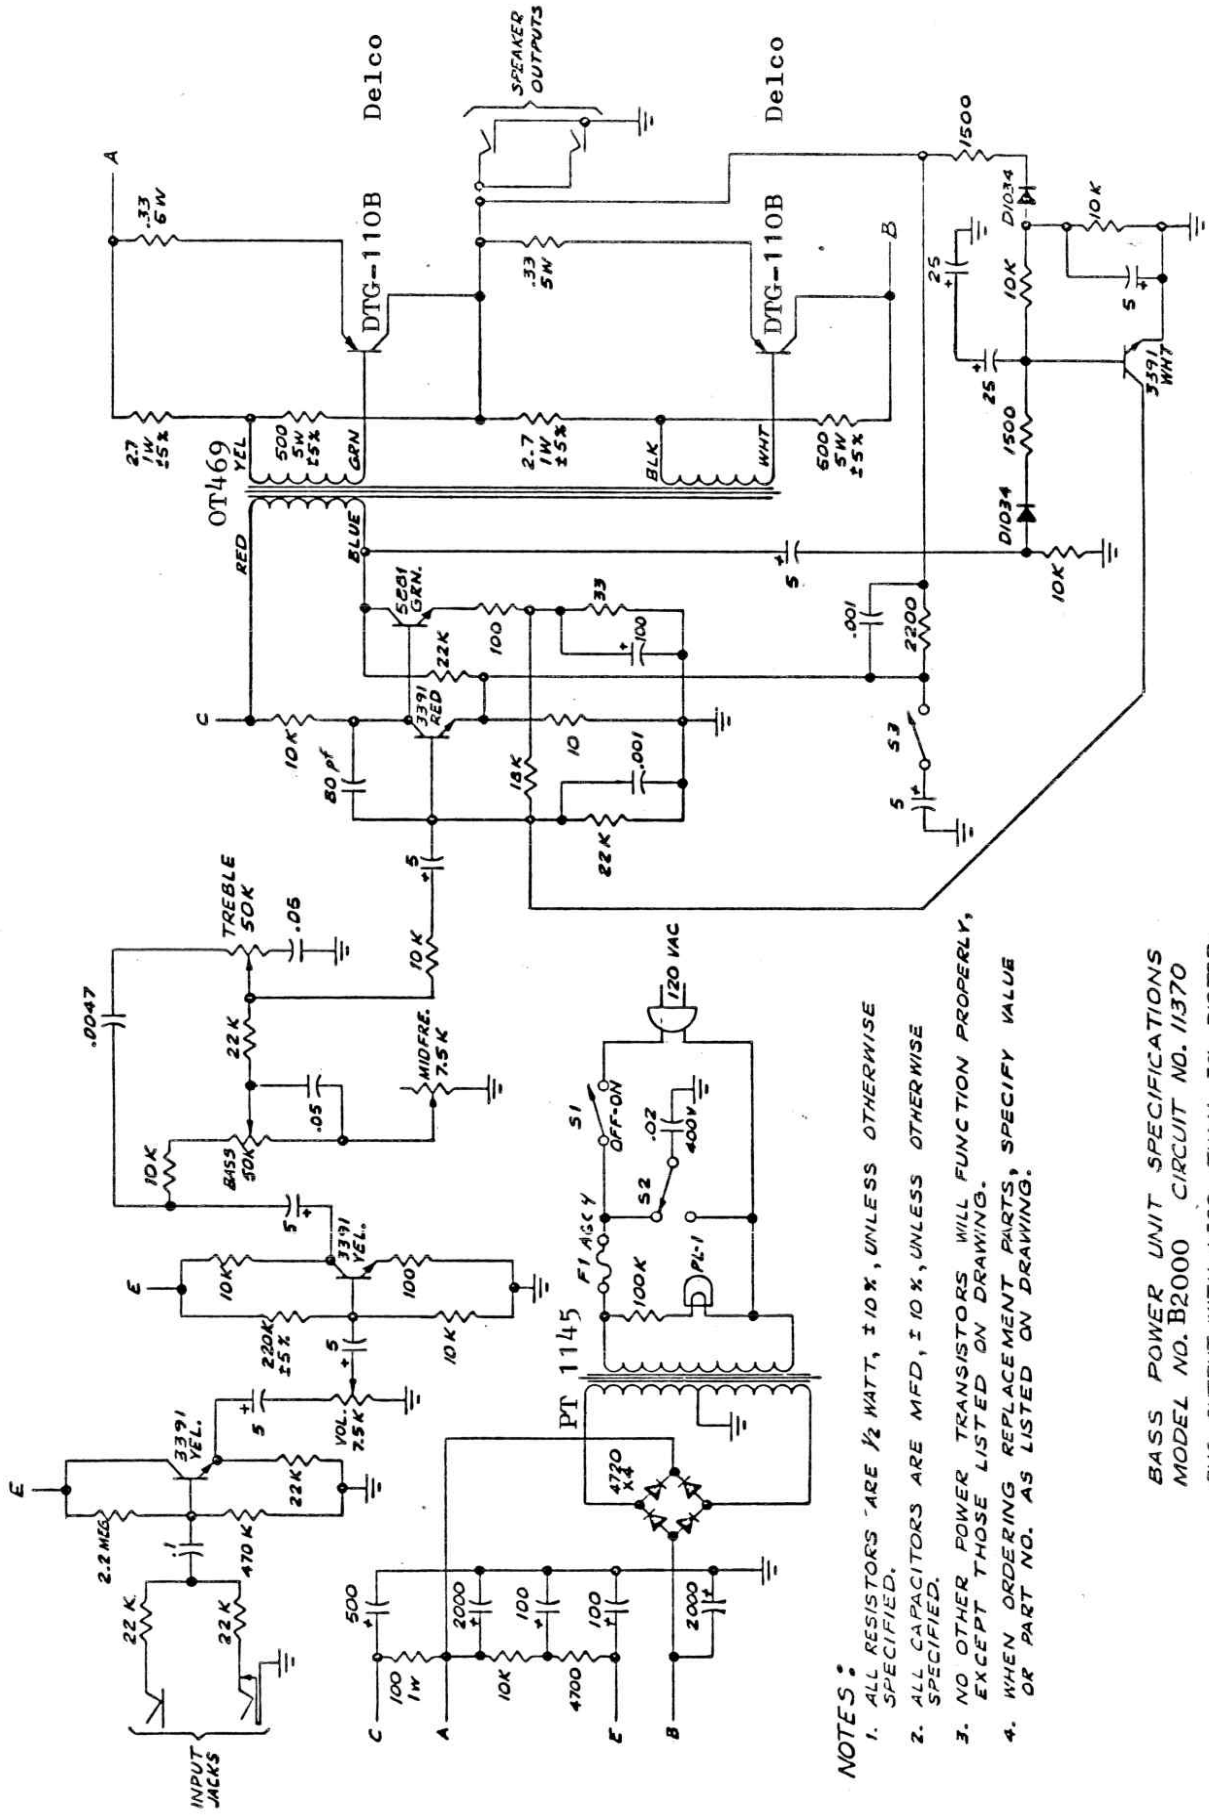 INPUT
JACKS
22K
22K
.1
2.2 MEG
470K
E
3391
YEL.
22K
5
VOL.
7.5K
5
E
220K
±5%
10K
10K
3391
YEL.
100
5
10K
BASS
50K
.0047
22K
.05
MIDFRE.
7.5K
TREBLE
50K
.05
10K
5
C
10K
80 pf
3391
RED
22K
.001
10
18K
22K
5881
GRN.
100
100
33
OT469
RED
BLUE
YEL
GRN
BLK
WHT
2.7
1W
±5%
500
5W
±5%
2.7
1W
±5%
500
5W
±5%
A
.33
5W
DTG-110B
Delco
.33
5W
DTG-110B
Delco
B
SPEAKER
OUTPUTS
.001
2200
S3
5
5
10K
D1034
1500
25
25
10K
D1034
1500
10K
5
3391
WHT
C
A
E
B
100
1W
10K
4700
500
2000
100
100
2000
4720
X4
PT 1145
F1 AGC4
100K
PL-1
S1
OFF-ON
S2
.02
400V
120 VAC
NOTES:
1. ALL RESISTORS ARE 1/2 WATT, ±10%, UNLESS OTHERWISE
SPECIFIED.
2. ALL CAPACITORS ARE MFD, ±10%, UNLESS OTHERWISE
SPECIFIED.
3. NO OTHER POWER TRANSISTORS WILL FUNCTION PROPERLY,
EXCEPT THOSE LISTED ON DRAWING.
4. WHEN ORDERING REPLACEMENT PARTS, SPECIFY VALUE
OR PART NO. AS LISTED ON DRAWING.
BASS POWER UNIT SPECIFICATIONS
MODEL NO. B2000 CIRCUIT NO. 11370